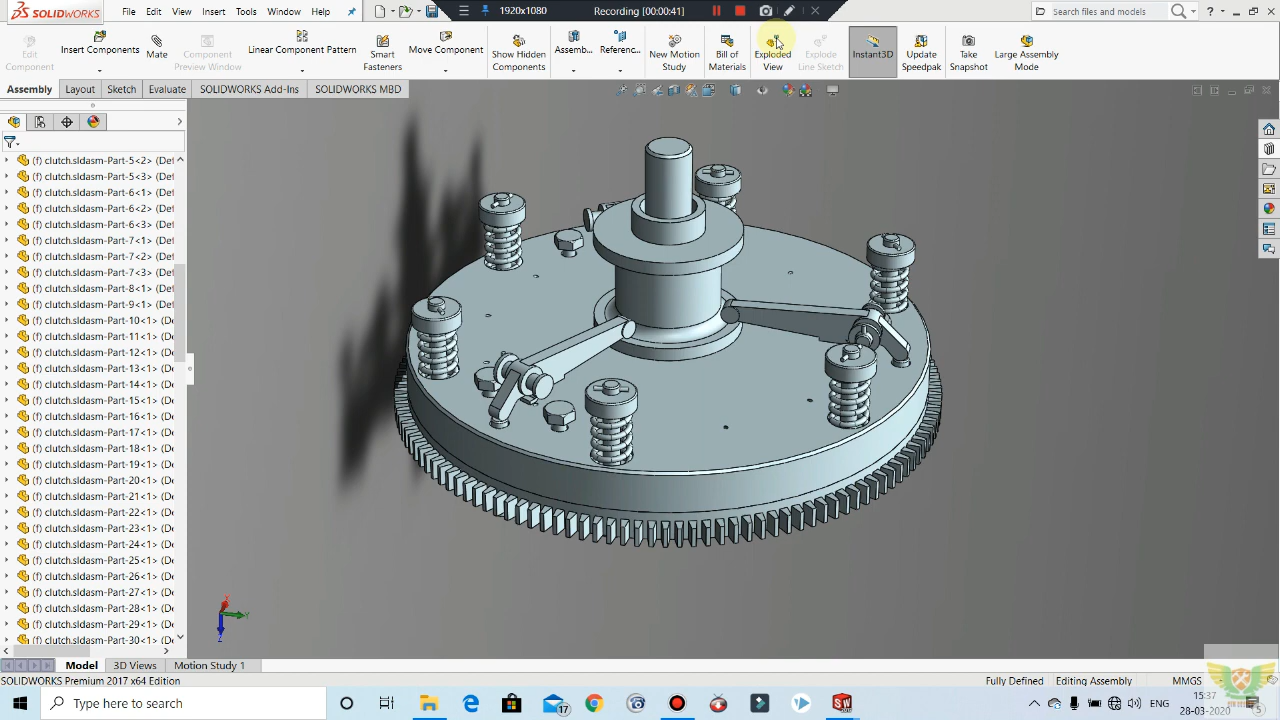 SOLIDWORKS
File Edit View Insert Tools Window Help
1920x1080
Recording [00:00:41]
Search files and models
?
Edit Component
Insert Components
Mate
Component Preview Window
Linear Component Pattern
Smart Fasteners
Move Component
Show Hidden Components
Assemb...
Referenc...
New Motion Study
Bill of Materials
Exploded View
Explode Line Sketch
Instant3D
Update Speedpak
Take Snapshot
Large Assembly Mode
Assembly Layout Sketch Evaluate SOLIDWORKS Add-Ins SOLIDWORKS MBD
(f) clutch.sldasm-Part-5<2> (Def
(f) clutch.sldasm-Part-5<3> (Def
(f) clutch.sldasm-Part-6<1> (Def
(f) clutch.sldasm-Part-6<2> (Def
(f) clutch.sldasm-Part-6<3> (Def
(f) clutch.sldasm-Part-7<1> (Def
(f) clutch.sldasm-Part-7<2> (Def
(f) clutch.sldasm-Part-7<3> (Def
(f) clutch.sldasm-Part-8<1> (Def
(f) clutch.sldasm-Part-9<1> (Def
(f) clutch.sldasm-Part-10<1> (De
(f) clutch.sldasm-Part-11<1> (De
(f) clutch.sldasm-Part-12<1> (De
(f) clutch.sldasm-Part-13<1> (De
(f) clutch.sldasm-Part-14<1> (De
(f) clutch.sldasm-Part-15<1> (De
(f) clutch.sldasm-Part-16<1> (De
(f) clutch.sldasm-Part-17<1> (De
(f) clutch.sldasm-Part-18<1> (De
(f) clutch.sldasm-Part-19<1> (De
(f) clutch.sldasm-Part-20<1> (De
(f) clutch.sldasm-Part-21<1> (De
(f) clutch.sldasm-Part-22<1> (De
(f) clutch.sldasm-Part-23<1> (De
(f) clutch.sldasm-Part-24<1> (De
(f) clutch.sldasm-Part-25<1> (De
(f) clutch.sldasm-Part-26<1> (De
(f) clutch.sldasm-Part-27<1> (De
(f) clutch.sldasm-Part-28<1> (De
(f) clutch.sldasm-Part-29<1> (De
(f) clutch.sldasm-Part-30<1> (De
X
Y
Z
Model 3D Views Motion Study 1
SOLIDWORKS Premium 2017 x64 Edition
Fully Defined Editing Assembly MMGS
Type here to search
17
SW
ENG
15:37
28-03-2020
5